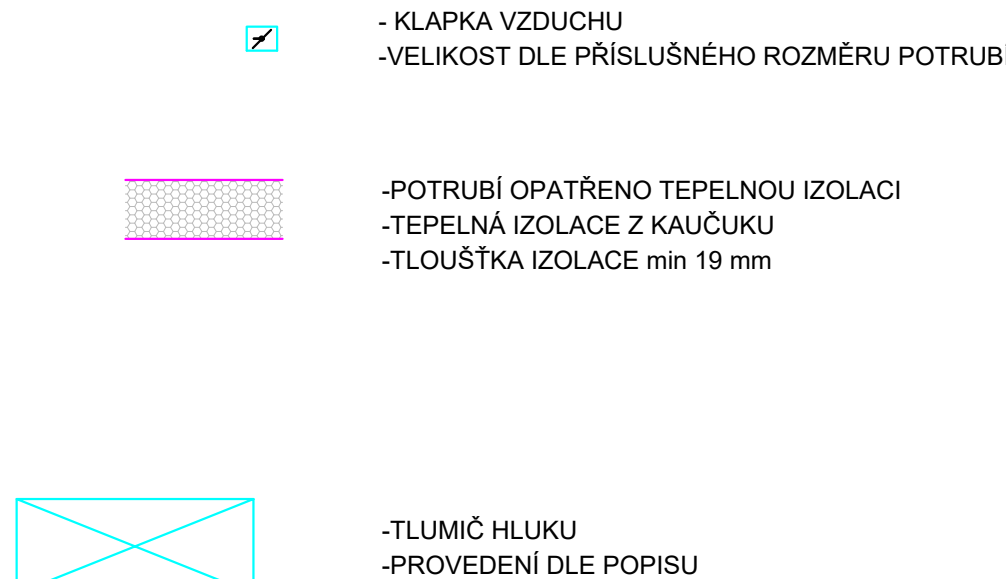 - KLAPKA VZDUCHU
-VELIKOST DLE PŘÍSLUŠNÉHO ROZMĚRU POTRUBÍ
-POTRUBÍ OPATŘENO TEPELNOU IZOLACI
-TEPELNÁ IZOLACE Z KAUČUKU
-TLOUŠŤKA IZOLACE min 19 mm
-TLUMIČ HLUKU
-PROVEDENÍ DLE POPISU